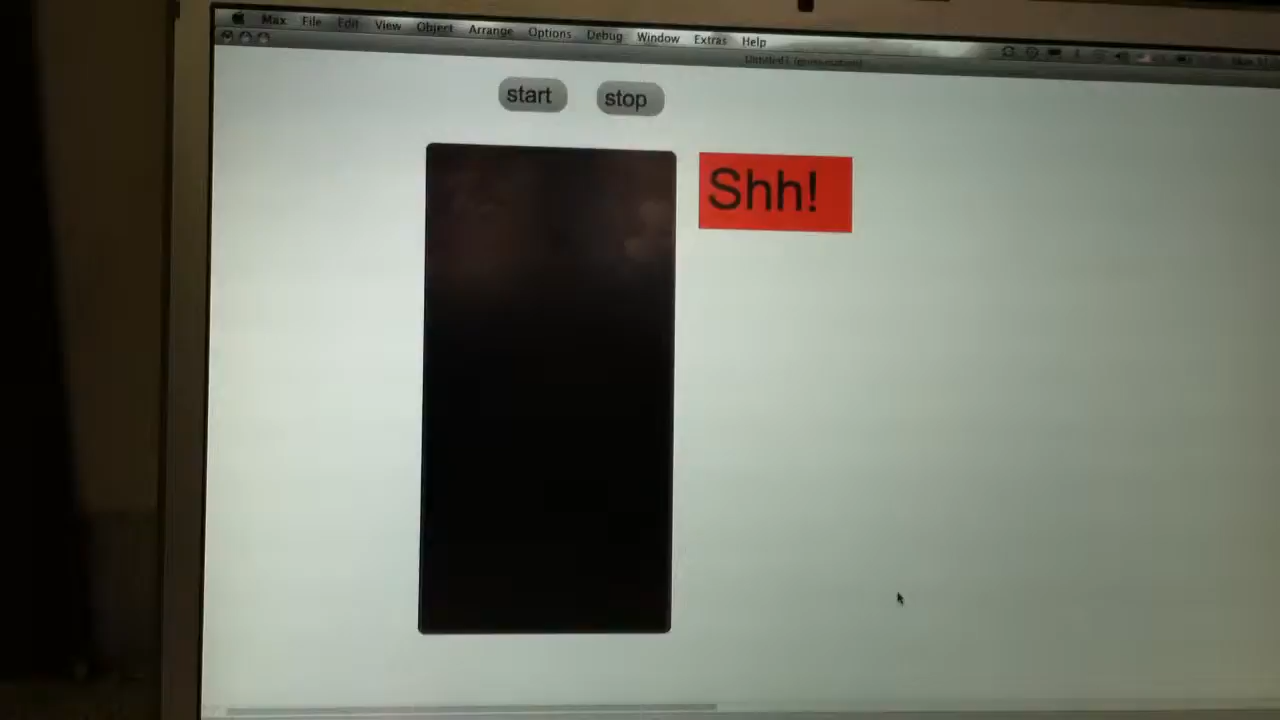 Max File Edit View Object Arrange Options Debug Window Extras Help
start stop
Shh!